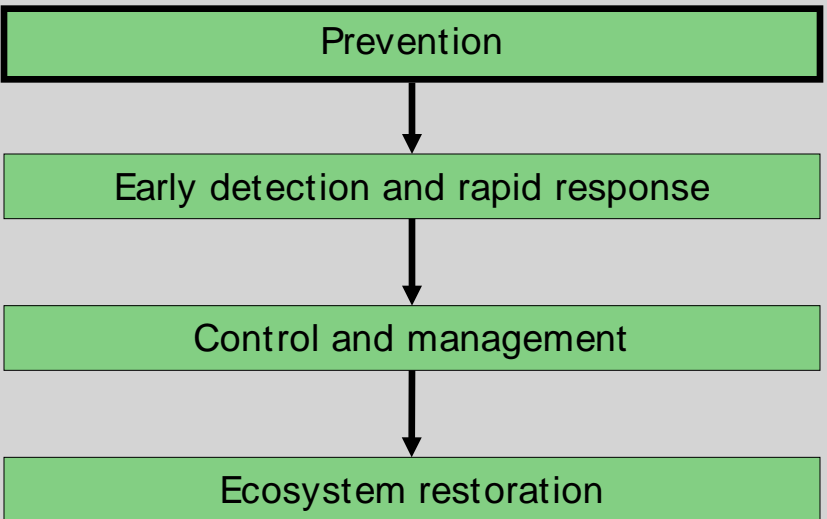 Prevention
Early detection and rapid response
Control and management
Ecosystem restoration